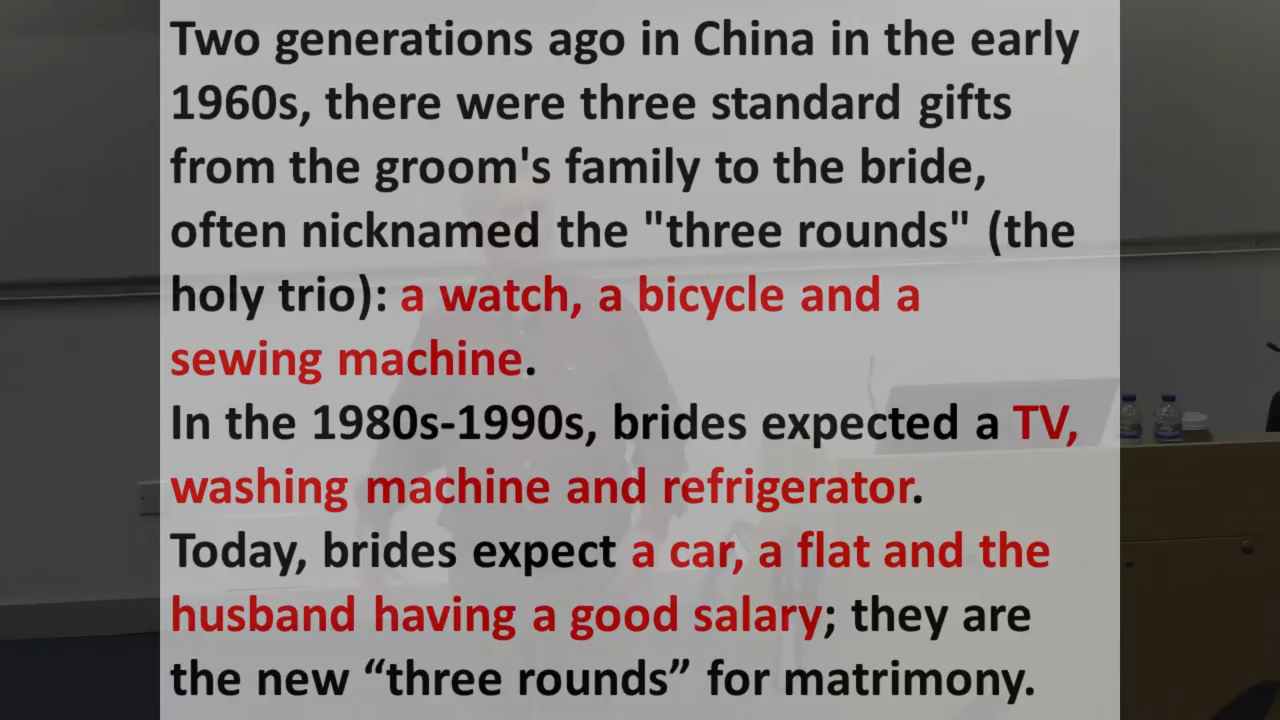 Two generations ago in China in the early
1960s, there were three standard gifts
from the groom's family to the bride,
often nicknamed the "three rounds" (the
holy trio): a watch, a bicycle and a
sewing machine.
In the 1980s-1990s, brides expected a TV,
washing machine and refrigerator.
Today, brides expect a car, a flat and the
husband having a good salary; they are
the new “three rounds” for matrimony.